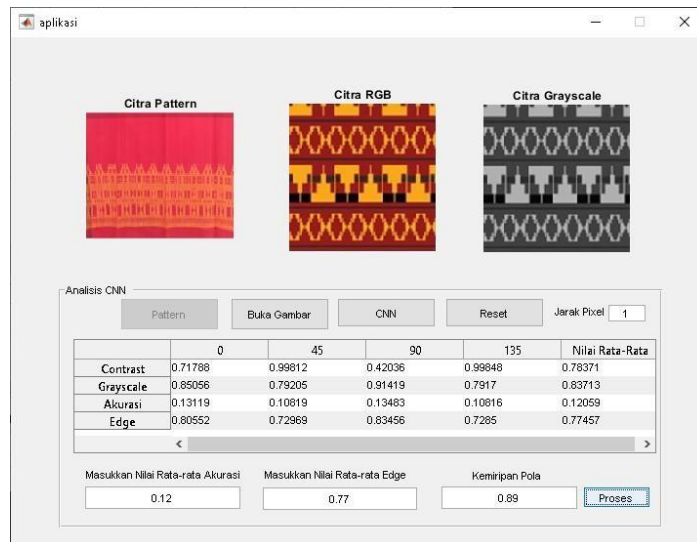 aplikasi
Citra Pattern
Citra RGB
Citra Grayscale
Analisis CNN
Pattern Buka Gambar CNN Reset Jarak Pixel 1
0 45 90 135 Nilai Rata-Rata
Contrast 0.71788 0.99812 0.42036 0.99848 0.78371
Grayscale 0.85056 0.79205 0.91419 0.7917 0.83713
Akurasi 0.13119 0.10819 0.13483 0.10816 0.12059
Edge 0.80552 0.72969 0.83456 0.7285 0.77457
Masukkan Nilai Rata-rata Akurasi Masukkan Nilai Rata-rata Edge Kemiripan Pola
0.12 0.77 0.89 Proses